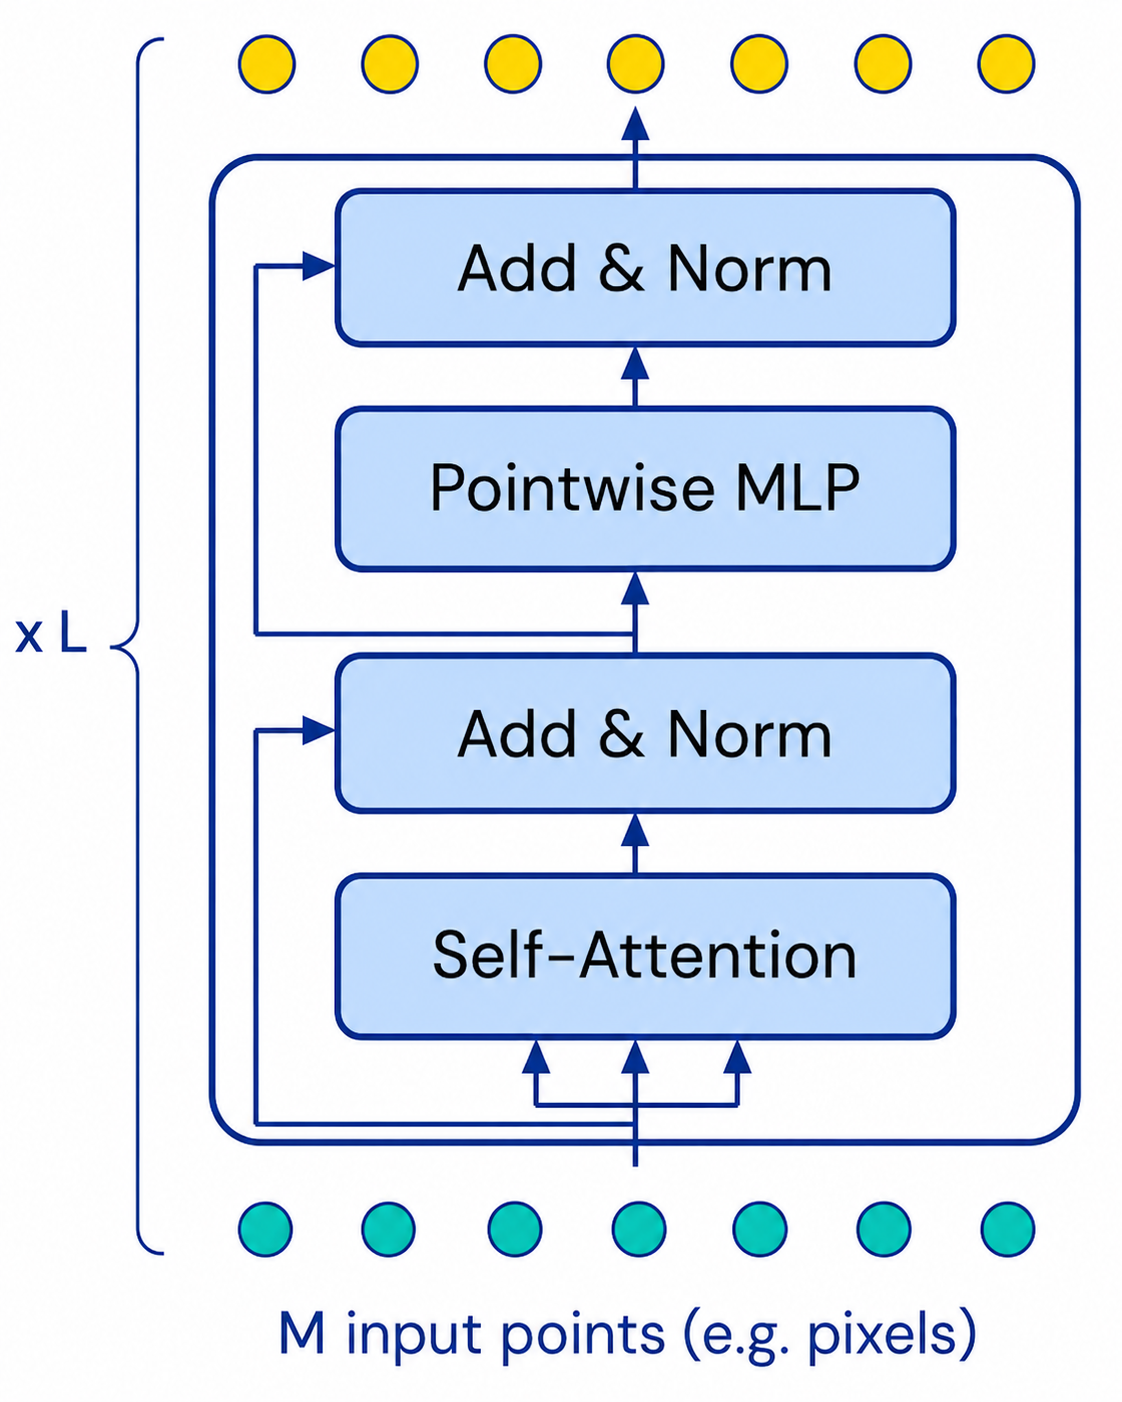 Add & Norm
Pointwise MLP
x L
Add & Norm
Self-Attention
M input points (e.g. pixels)